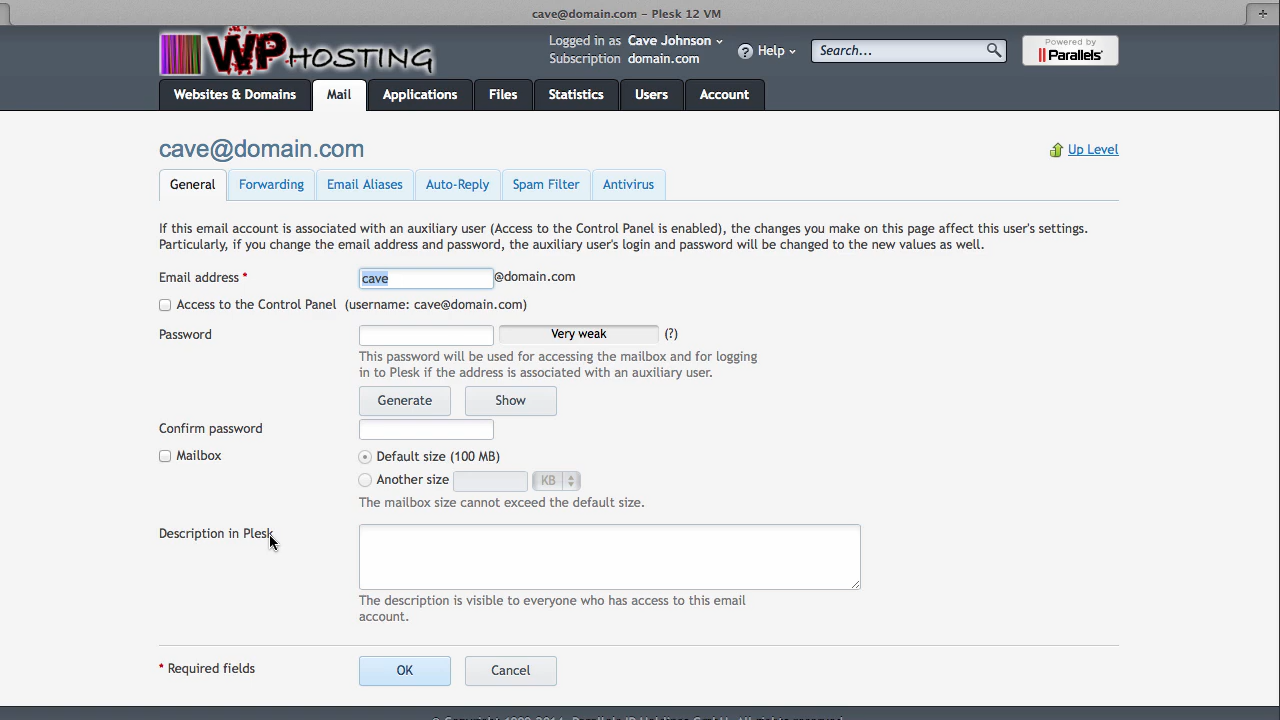 cave@domain.com — Plesk 12 VM
WP HOSTING
Logged in as Cave Johnson
Subscription domain.com
Help
Search...
Powered by
Parallels
Websites & Domains
Mail
Applications
Files
Statistics
Users
Account
cave@domain.com
Up Level
General
Forwarding
Email Aliases
Auto-Reply
Spam Filter
Antivirus
If this email account is associated with an auxiliary user (Access to the Control Panel is enabled), the changes you make on this page affect this user's settings.
Particularly, if you change the email address and password, the auxiliary user's login and password will be changed to the new values as well.
Email address * cave @domain.com
Access to the Control Panel (username: cave@domain.com)
Password Very weak (?)
This password will be used for accessing the mailbox and for logging
in to Plesk if the address is associated with an auxiliary user.
Generate Show
Confirm password
Mailbox Default size (100 MB)
Another size KB
The mailbox size cannot exceed the default size.
Description in Plesk
The description is visible to everyone who has access to this email
account.
* Required fields OK Cancel